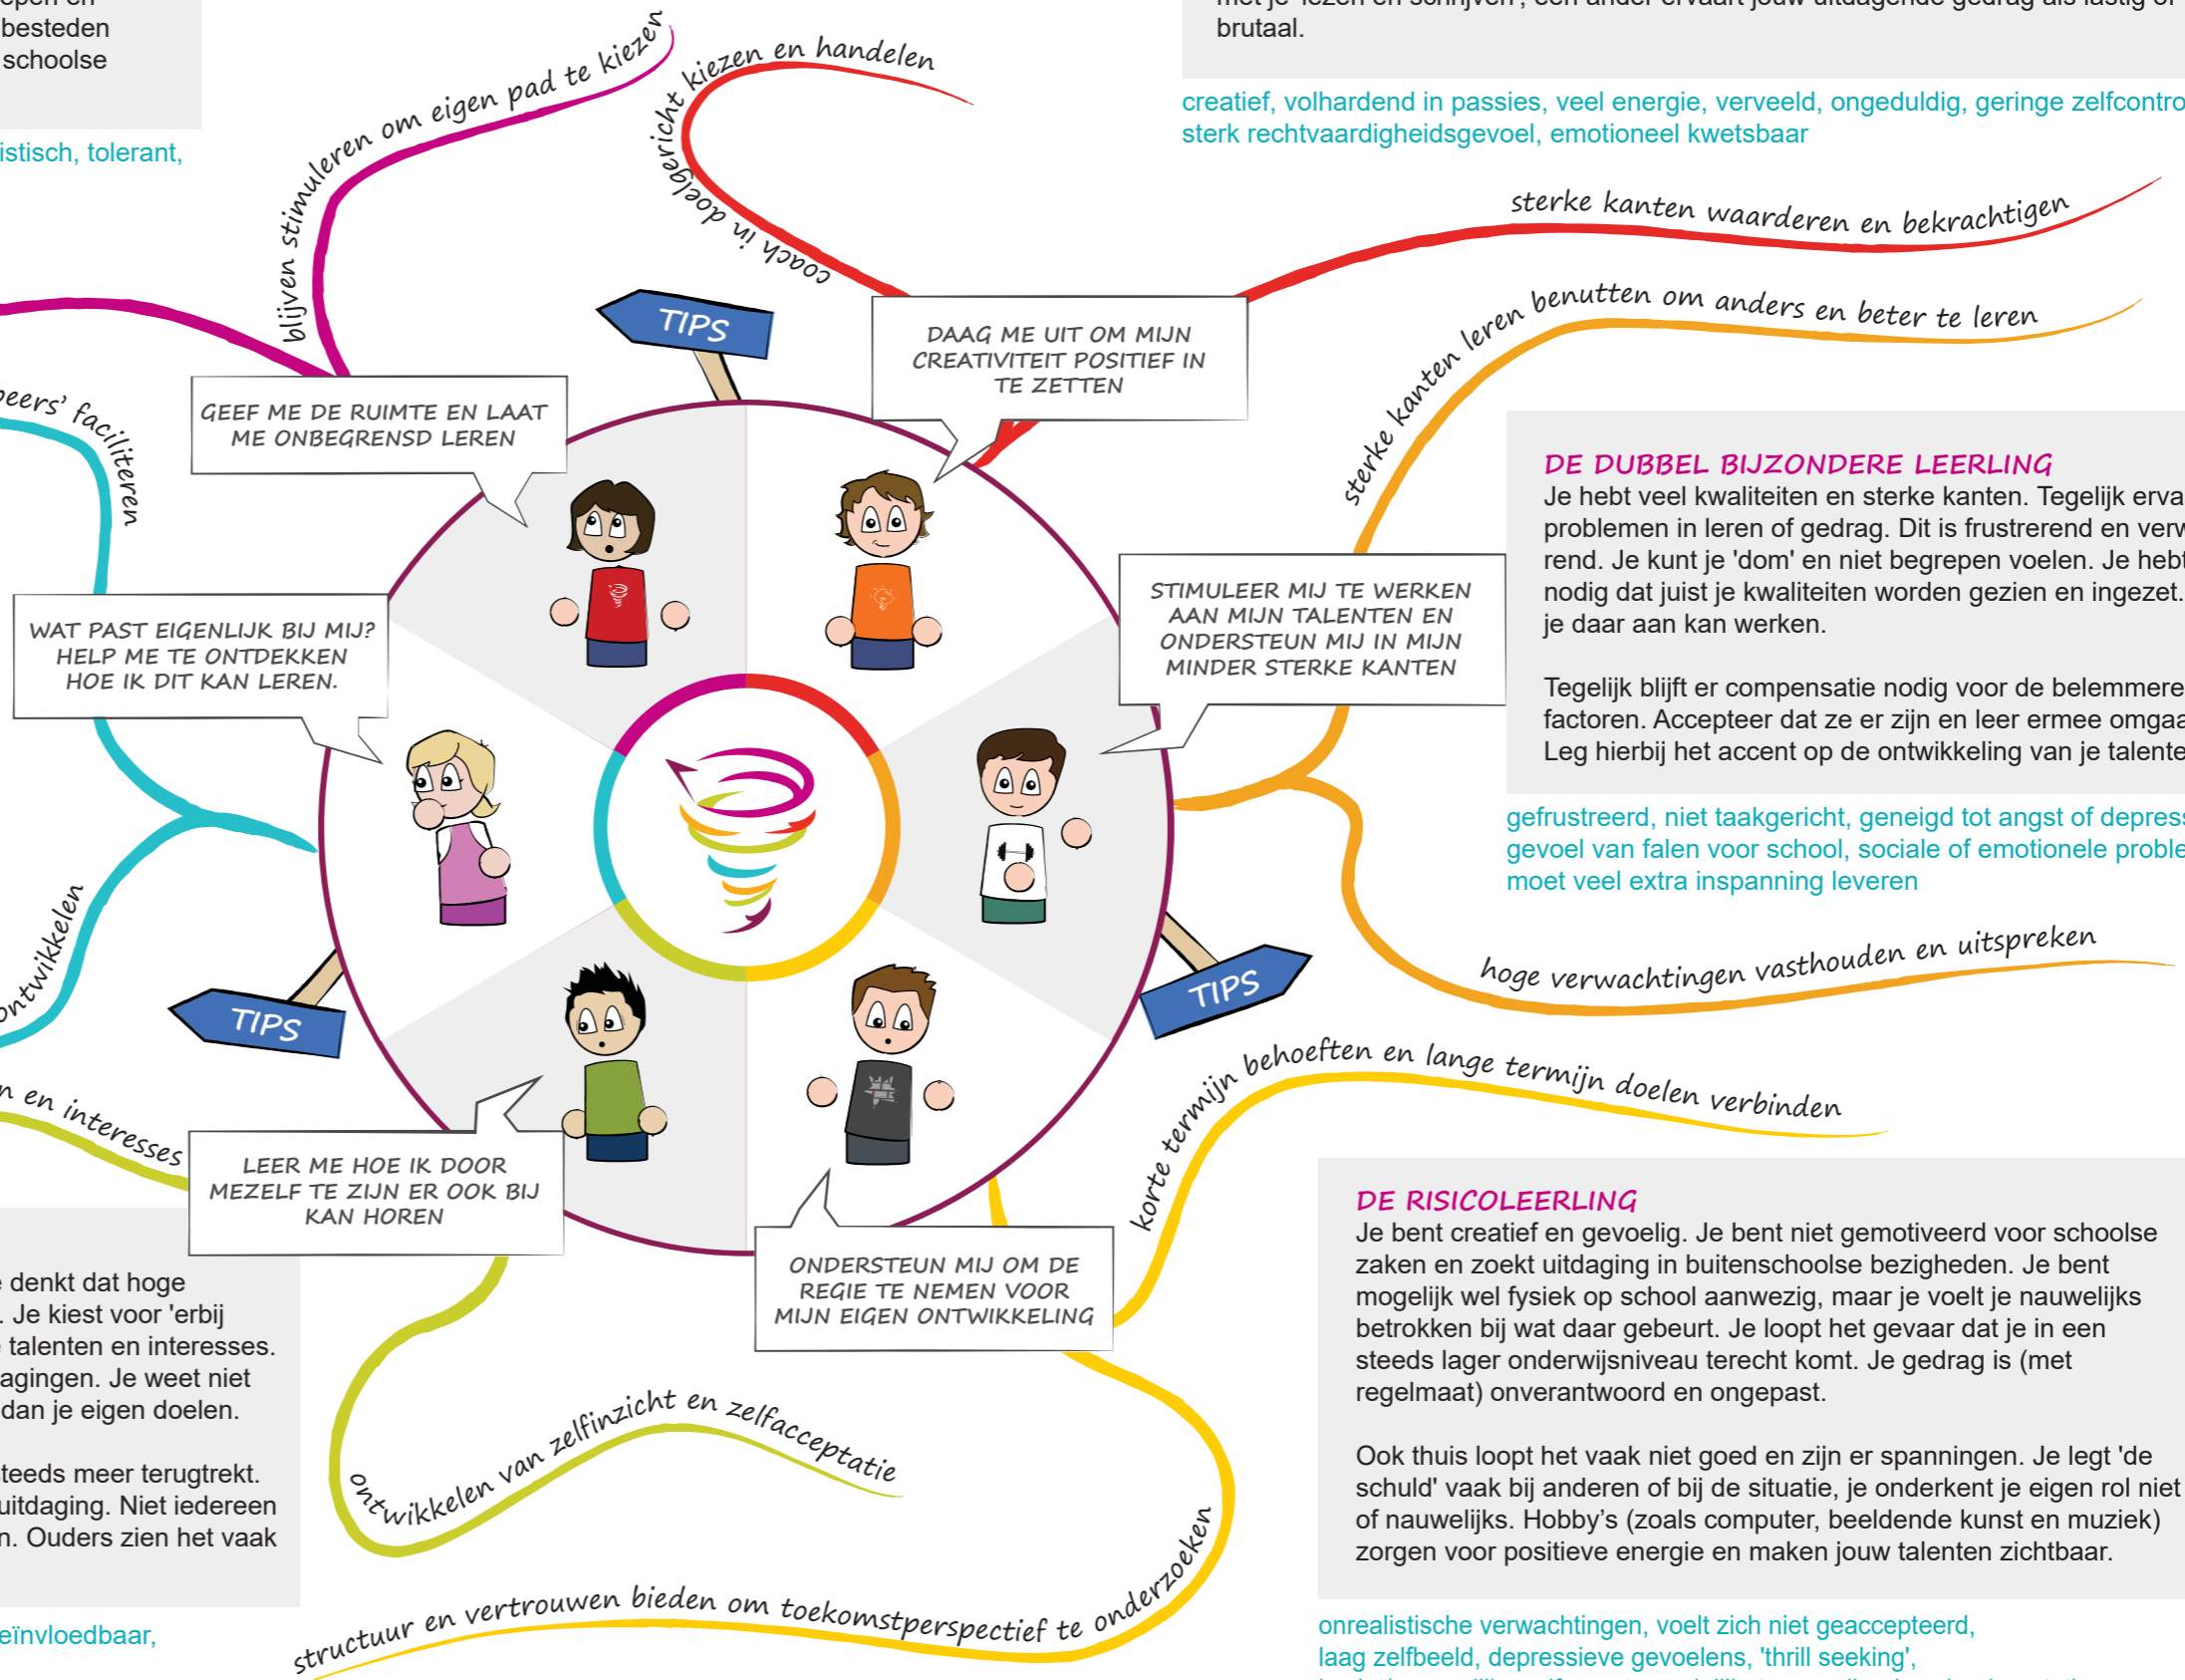 besteden
schoolse
istisch, tolerant,
brutaal.
creatief, volhardend in passies, veel energie, verveeld, ongeduldig, geringe zelfcontro
sterk rechtvaardigheidsgevoel, emotioneel kwetsbaar
blijven stimuleren om eigen pad te kiezen
coach in doelgericht kiezen en handelen
sterke kanten waarderen en bekrachtigen
sterke kanten leren benutten om anders en beter te leren
TIPS
DAAG ME UIT OM MIJN
CREATIVITEIT POSITIEF IN
TE ZETTEN
GEEF ME DE RUIMTE EN LAAT
ME ONBEGRENSD LEREN
peers' faciliteren
WAT PAST EIGENLIJK BIJ MIJ?
HELP ME TE ONTDEKKEN
HOE IK DIT KAN LEREN.
STIMULEER MIJ TE WERKEN
AAN MIJN TALENTEN EN
ONDERSTEUN MIJ IN MIJN
MINDER STERKE KANTEN
DE DUBBEL BIJZONDERE LEERLING
Je hebt veel kwaliteiten en sterke kanten. Tegelijk erva
problemen in leren of gedrag. Dit is frustrerend en verw
rend. Je kunt je 'dom' en niet begrepen voelen. Je hebt
nodig dat juist je kwaliteiten worden gezien en ingezet.
je daar aan kan werken.
Tegelijk blijft er compensatie nodig voor de belemmere
factoren. Accepteer dat ze er zijn en leer ermee omgaa
Leg hierbij het accent op de ontwikkeling van je talente
gefrustreerd, niet taakgericht, geneigd tot angst of depress
gevoel van falen voor school, sociale of emotionele proble
moet veel extra inspanning leveren
ontwikkelen
TIPS
TIPS
hoge verwachtingen vasthouden en uitspreken
korte termijn behoeften en lange termijn doelen verbinden
n en interesses
LEER ME HOE IK DOOR
MEZELF TE ZIJN ER OOK BIJ
KAN HOREN
ONDERSTEUN MIJ OM DE
REGIE TE NEMEN VOOR
MIJN EIGEN ONTWIKKELING
e denkt dat hoge
. Je kiest voor 'erbij
e talenten en interesses.
agingen. Je weet niet
dan je eigen doelen.
teeds meer terugtrekt.
uitdaging. Niet iedereen
n. Ouders zien het vaak
eïnvloedbaar,
ontwikkelen van zelfinzicht en zelfacceptatie
structuur en vertrouwen bieden om toekomstperspectief te onderzoeken
DE RISICOLEERLING
Je bent creatief en gevoelig. Je bent niet gemotiveerd voor schoolse
zaken en zoekt uitdaging in buitenschoolse bezigheden. Je bent
mogelijk wel fysiek op school aanwezig, maar je voelt je nauwelijks
betrokken bij wat daar gebeurt. Je loopt het gevaar dat je in een
steeds lager onderwijsniveau terecht komt. Je gedrag is (met
regelmaat) onverantwoord en ongepast.
Ook thuis loopt het vaak niet goed en zijn er spanningen. Je legt 'de
schuld' vaak bij anderen of bij de situatie, je onderkent je eigen rol niet
of nauwelijks. Hobby's (zoals computer, beeldende kunst en muziek)
zorgen voor positieve energie en maken jouw talenten zichtbaar.
onrealistische verwachtingen, voelt zich niet geaccepteerd,
laag zelfbeeld, depressieve gevoelens, 'thrill seeking',